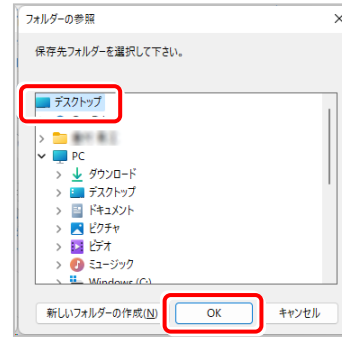 フォルダーの参照
保存先フォルダーを選択して下さい。
デスクトップ
PC
ダウンロード
デスクトップ
ドキュメント
ピクチャ
ビデオ
ミュージック
Windows (C:)
新しいフォルダーの作成(N)
OK
キャンセル